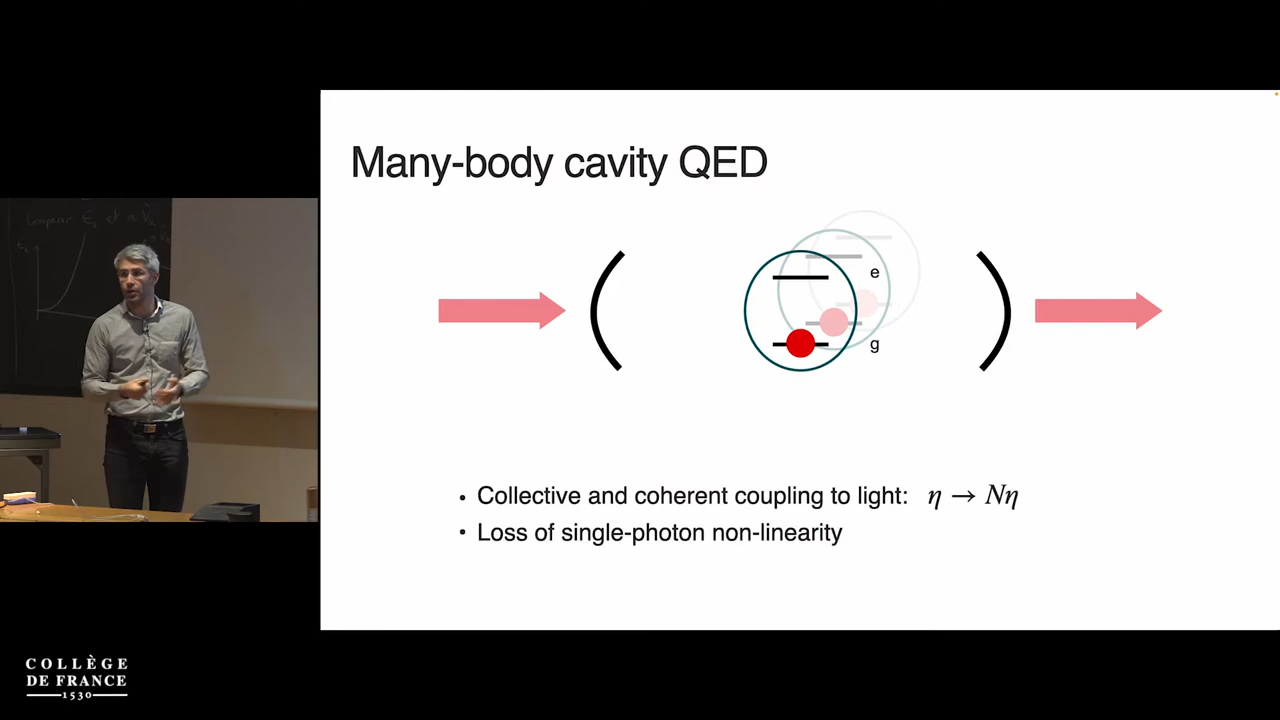 Many-body cavity QED
e
g
• Collective and coherent coupling to light: η → Nη
• Loss of single-photon non-linearity
COLLÈGE
DE FRANCE
1530